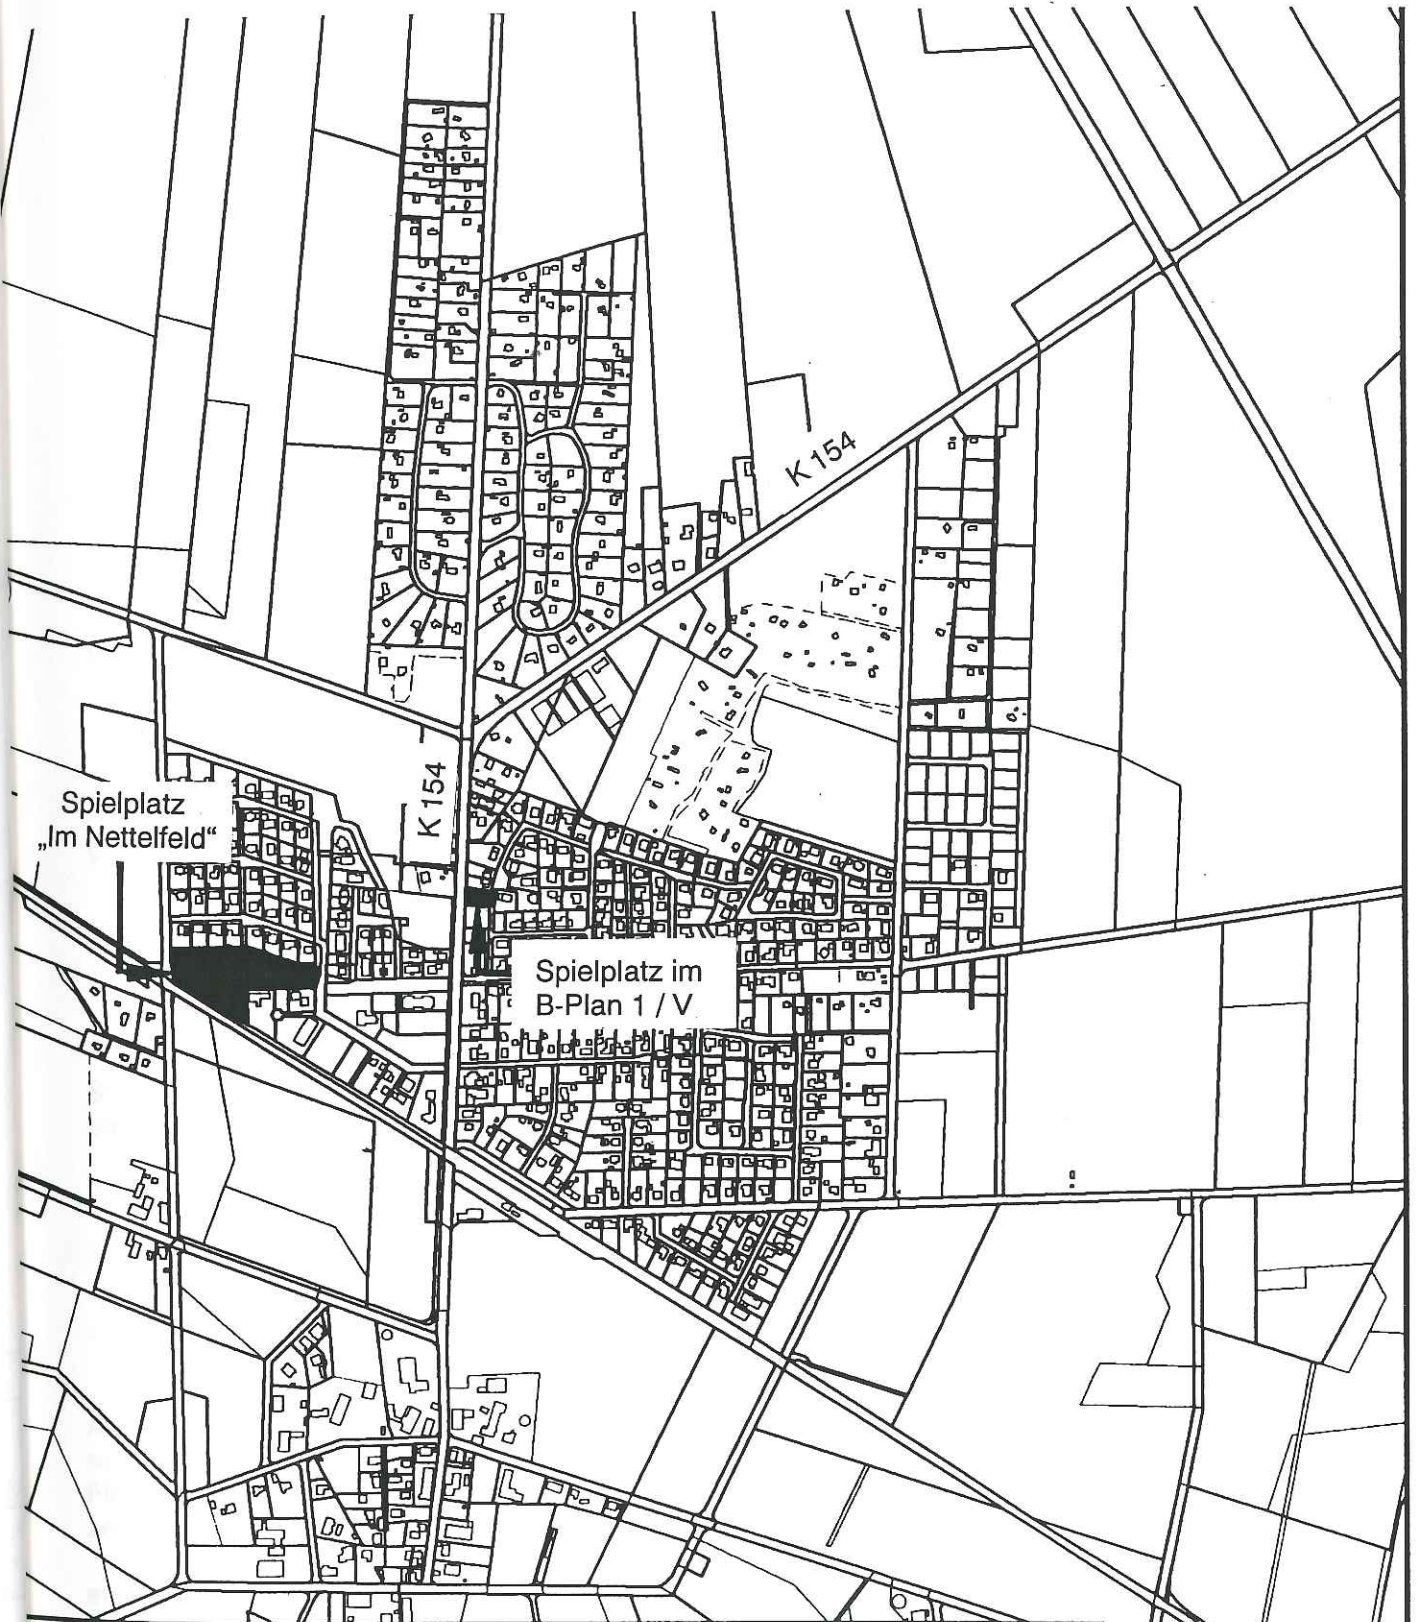 K 154
K 154
Spielplatz
„Im Nettelfeld“
Spielplatz im
B-Plan 1 / V